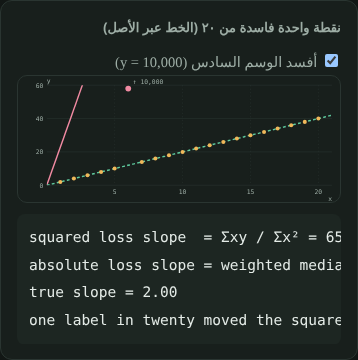 نقطة واحدة فاسدة من ٢٠ (الخط عبر الأصل)
أفسد الوسم السادس (y = 10,000)
y
↑ 10,000
60
40
20
0
5 10 15 20
x
squared loss slope = Σxy / Σx² = 65
absolute loss slope = weighted media
true slope = 2.00
one label in twenty moved the square